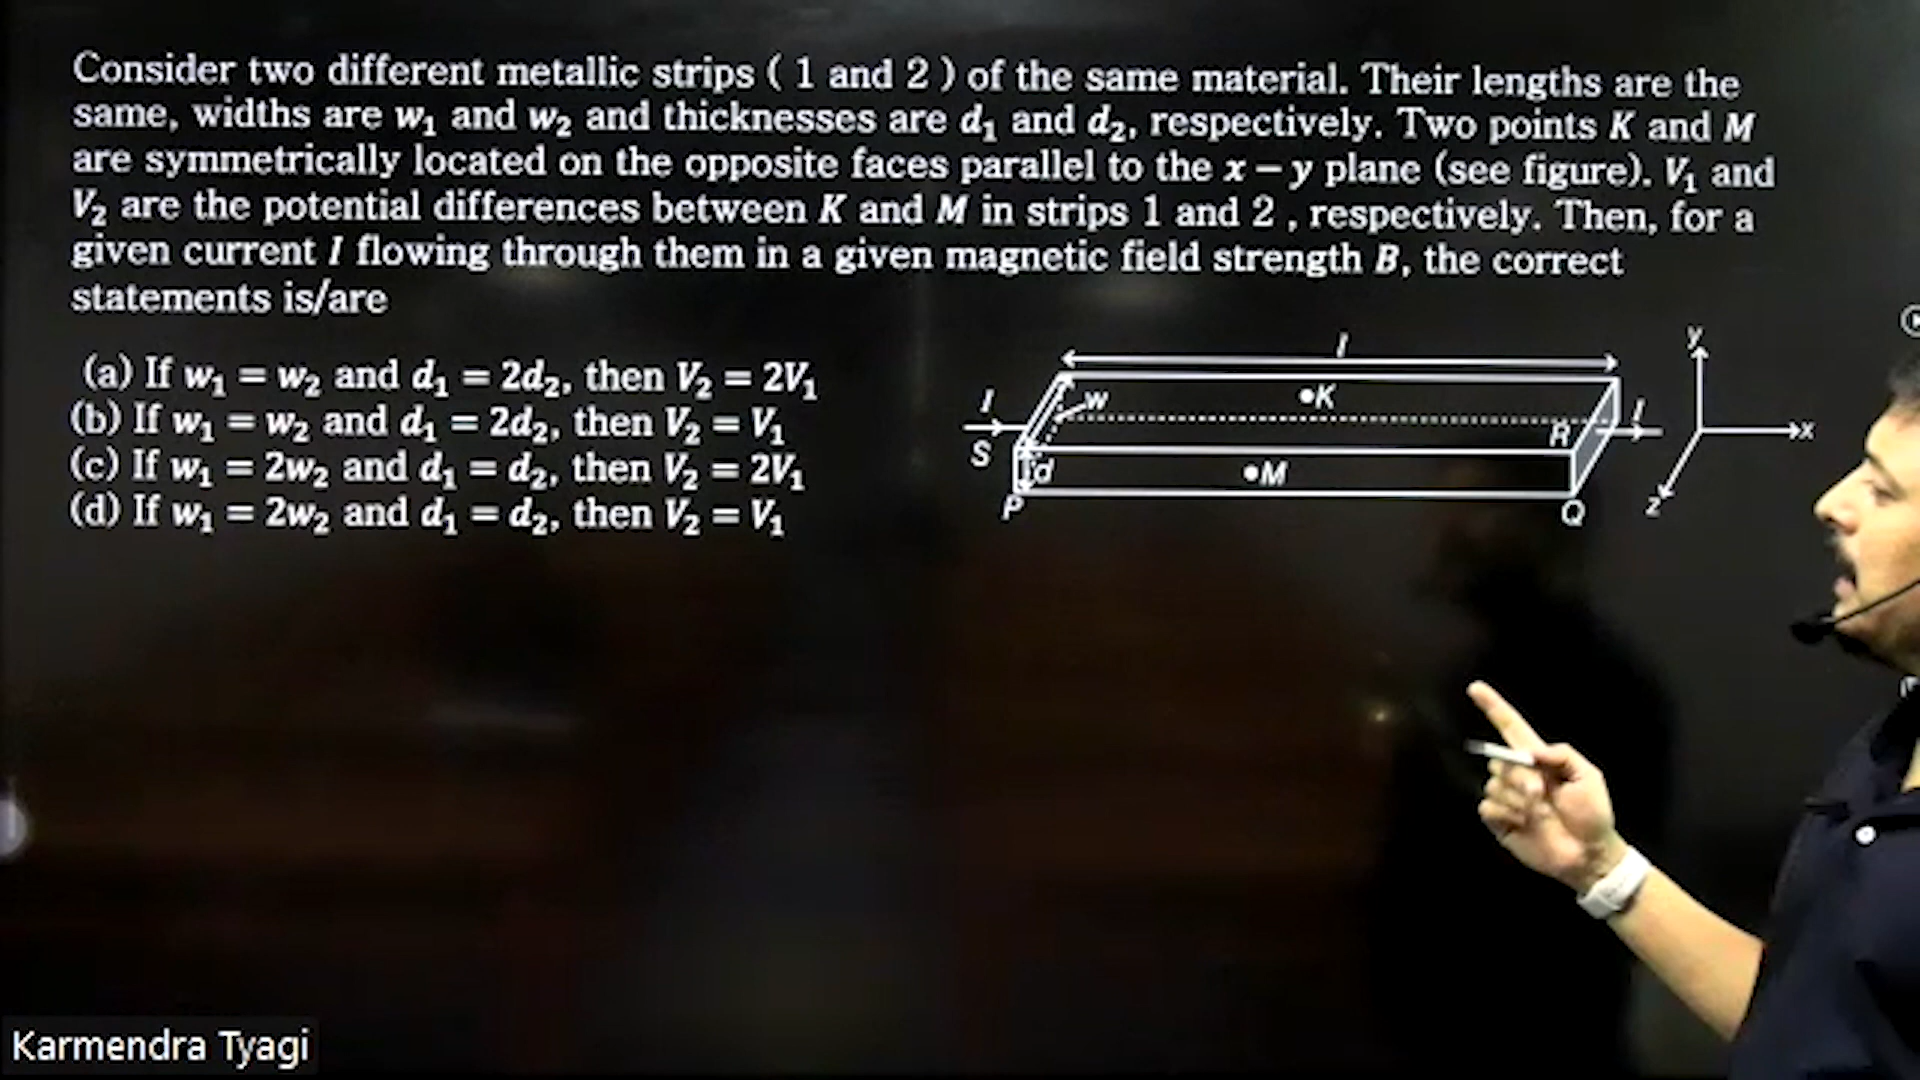 Consider two different metallic strips ( 1 and 2 ) of the same material. Their lengths are the
same, widths are w₁ and w₂ and thicknesses are d₁ and d₂, respectively. Two points K and M
are symmetrically located on the opposite faces parallel to the x – y plane (see figure). V₁ and
V₂ are the potential differences between K and M in strips 1 and 2 , respectively. Then, for a
given current I flowing through them in a given magnetic field strength B, the correct
statements is/are
(a) If w₁ = w₂ and d₁ = 2d₂, then V₂ = 2V₁
(b) If w₁ = w₂ and d₁ = 2d₂, then V₂ = V₁
(c) If w₁ = 2w₂ and d₁ = d₂, then V₂ = 2V₁
(d) If w₁ = 2w₂ and d₁ = d₂, then V₂ = V₁
l
y
I
w
K
I
R
x
S
d
M
z
P
Q
Karmendra Tyagi